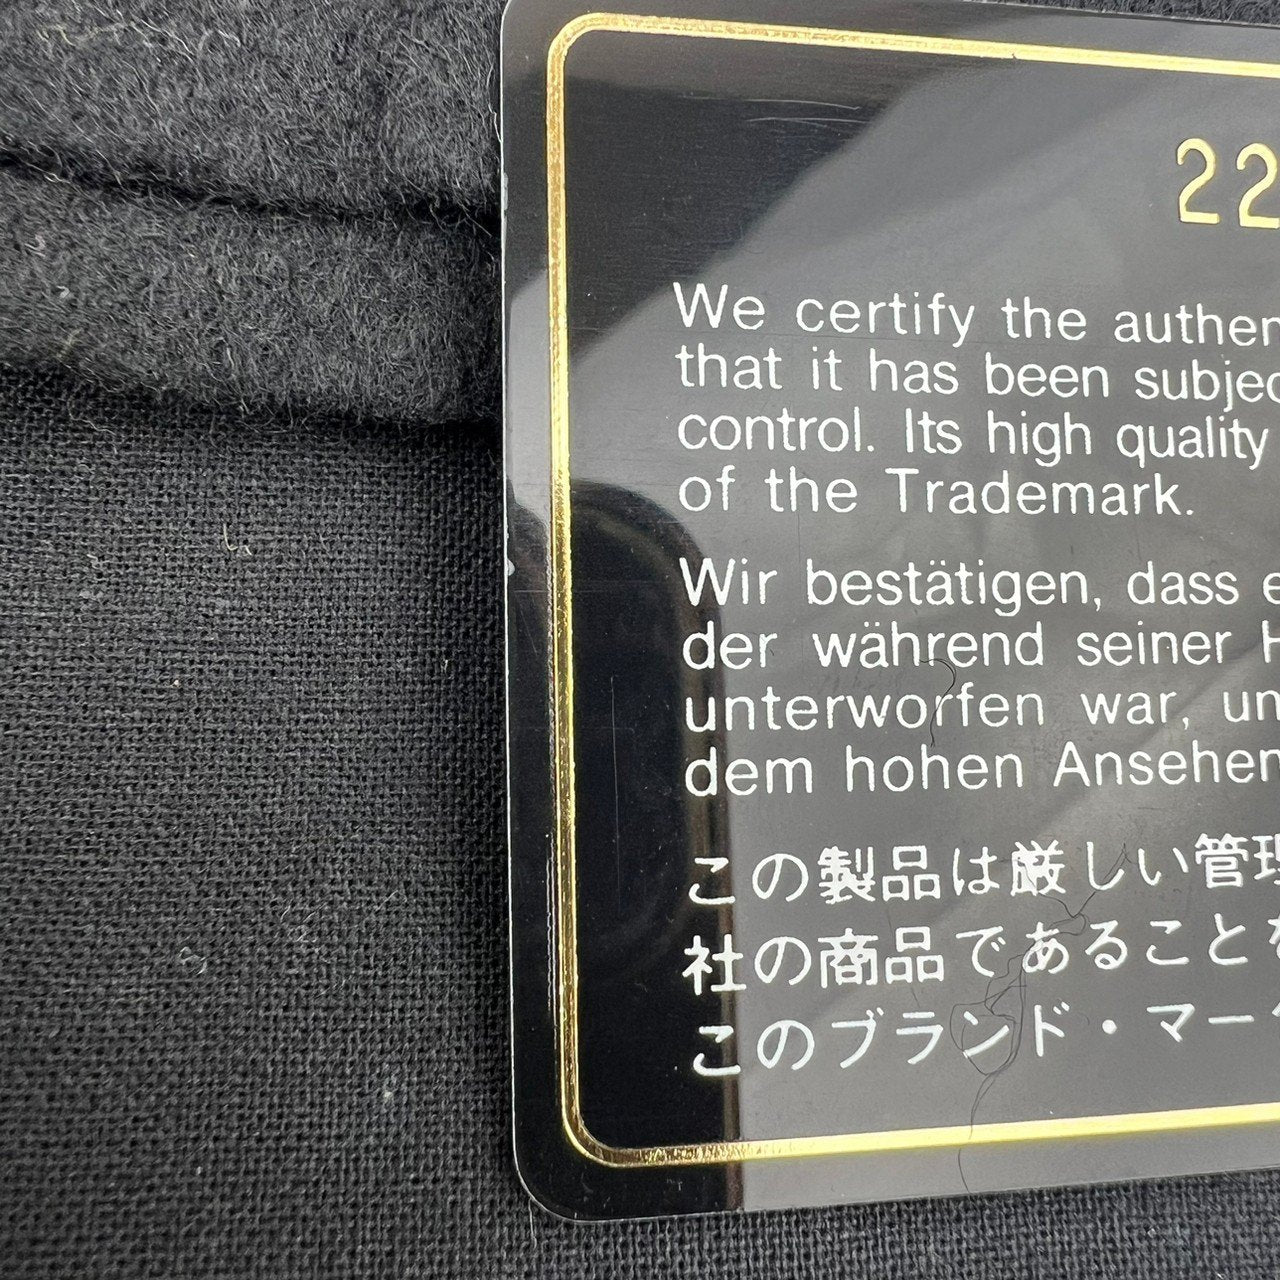 22
We certify the authen
that it has been subjec
control. Its high quality
of the Trademark.
Wir bestätigen, dass e
der während seiner H
unterworfen war, un
dem hohen Ansehen
この製品は厳しい管理
社の商品であることを
このブランド・マーク